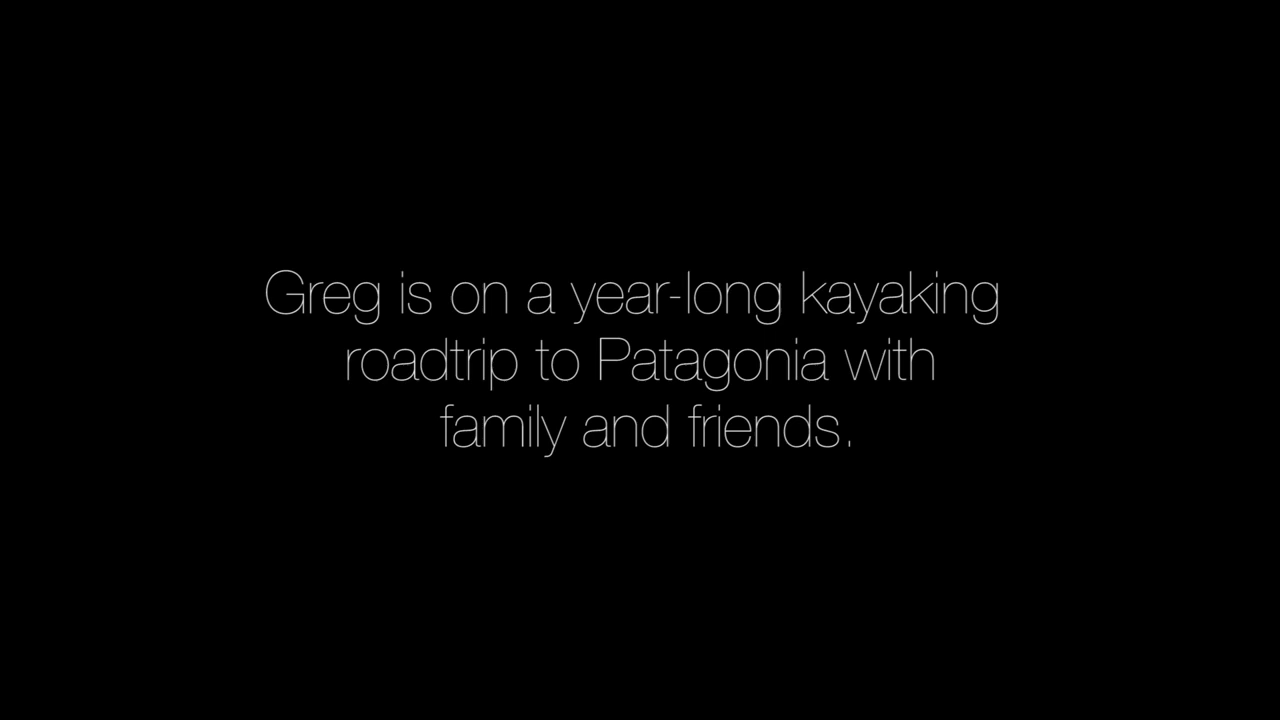 Greg is on a year-long kayaking
roadtrip to Patagonia with
family and friends.